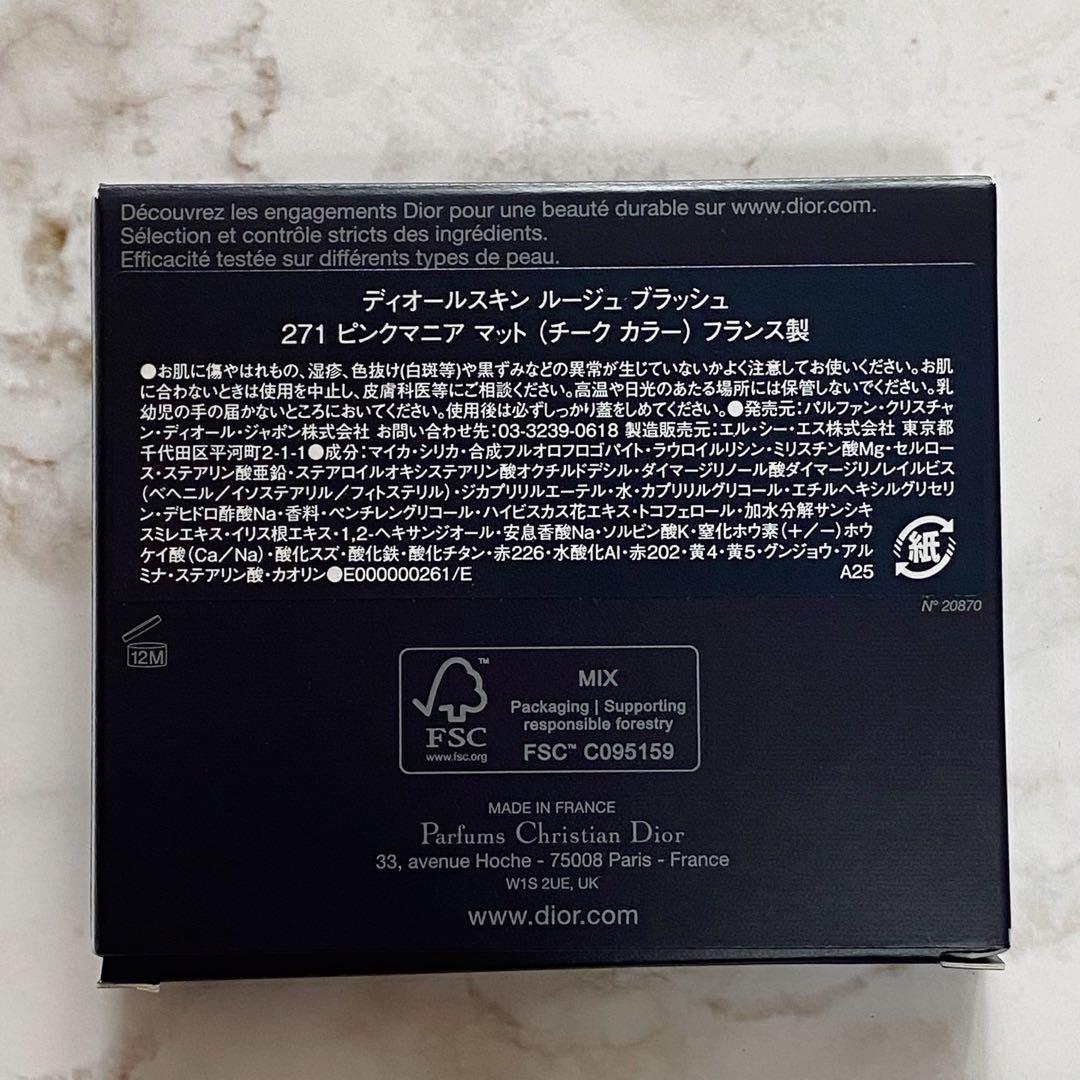 Découvrez les engagements Dior pour une beauté durable sur www.dior.com.
Sélection et contrôle stricts des ingrédients.
Efficacité testée sur différents types de peau.
ディオールスキン ルージュ ブラッシュ
271 ピンクマニア マット (チーク カラー) フランス製
●お肌に傷やはれもの、湿疹、色抜け(白斑等)や黒ずみなどの異常が生じていないかよく注意してお使いください。お肌
に合わないときは使用を中止し、皮膚科医等にご相談ください。高温や日光のあたる場所には保管しないでください。乳
幼児の手の届かないところにおいてください。使用後は必ずしっかり蓋をしめてください。●発売元:パルファン・クリスチャ
ン・ディオール・ジャポン株式会社 お問い合わせ先:03-3239-0618 製造販売元:エル・シー・エス株式会社 東京都
千代田区平河町2-1-1●成分:マイカ・シリカ・合成フルオロフロゴパイト・ラウロイルリシン・ミリスチン酸Mg・セルロー
ス・ステアリン酸亜鉛・ステアロイルオキシステアリン酸オクチルドデシル・ダイマージリノール酸ダイマージリノレイルビス
(ベヘニル/イソステアリル/フィトステリル)・ジカプリリルエーテル・水・カプリリルグリコール・エチルヘキシルグリセリ
ン・デヒドロ酢酸Na・香料・ペンチレングリコール・ハイビスカス花エキス・トコフェロール・加水分解サンシキ
スミレエキス・イリス根エキス・1,2-ヘキサンジオール・安息香酸Na・ソルビン酸K・窒化ホウ素(+/−)ホウ
ケイ酸(Ca/Na)・酸化スズ・酸化鉄・酸化チタン・赤226・水酸化Al・赤202・黄4・黄5・グンジョウ・アル
ミナ・ステアリン酸・カオリン●E000000261/E
A25
紙
N° 20870
12M
FSC™
www.fsc.org
MIX
Packaging | Supporting
responsible forestry
FSC™ C095159
MADE IN FRANCE
Parfums Christian Dior
33, avenue Hoche - 75008 Paris - France
W1S 2UE, UK
www.dior.com